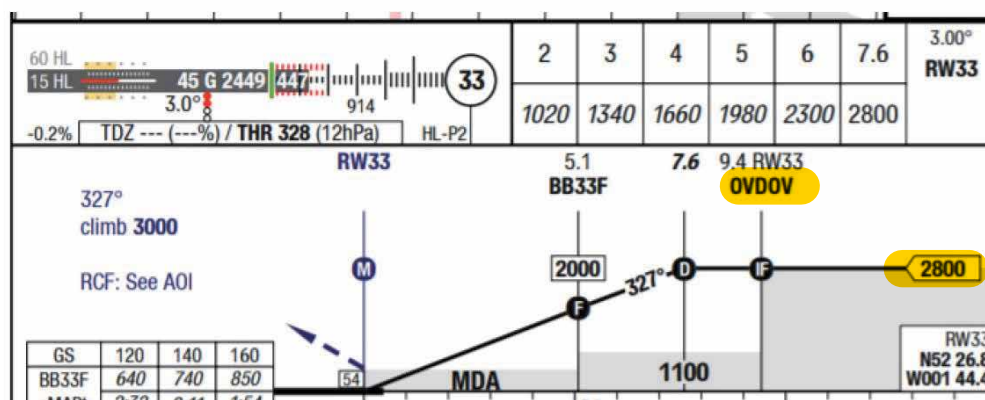 60 HL
15 HL
45 G 2449 447
33
3.0°
914
-0.2% TDZ --- (---%) / THR 328 (12hPa) HL-P2
2 3 4 5 6 7.6 3.00° RW33
1020 1340 1660 1980 2300 2800
RW33 5.1 7.6 9.4 RW33
BB33F OVDOV
327°
climb 3000
RCF: See AOI
M
2000
327°
D
IF
2800
F
GS 120 140 160
BB33F 640 740 850
54
MDA
1100
RW33
N52 26.8
W001 44.4